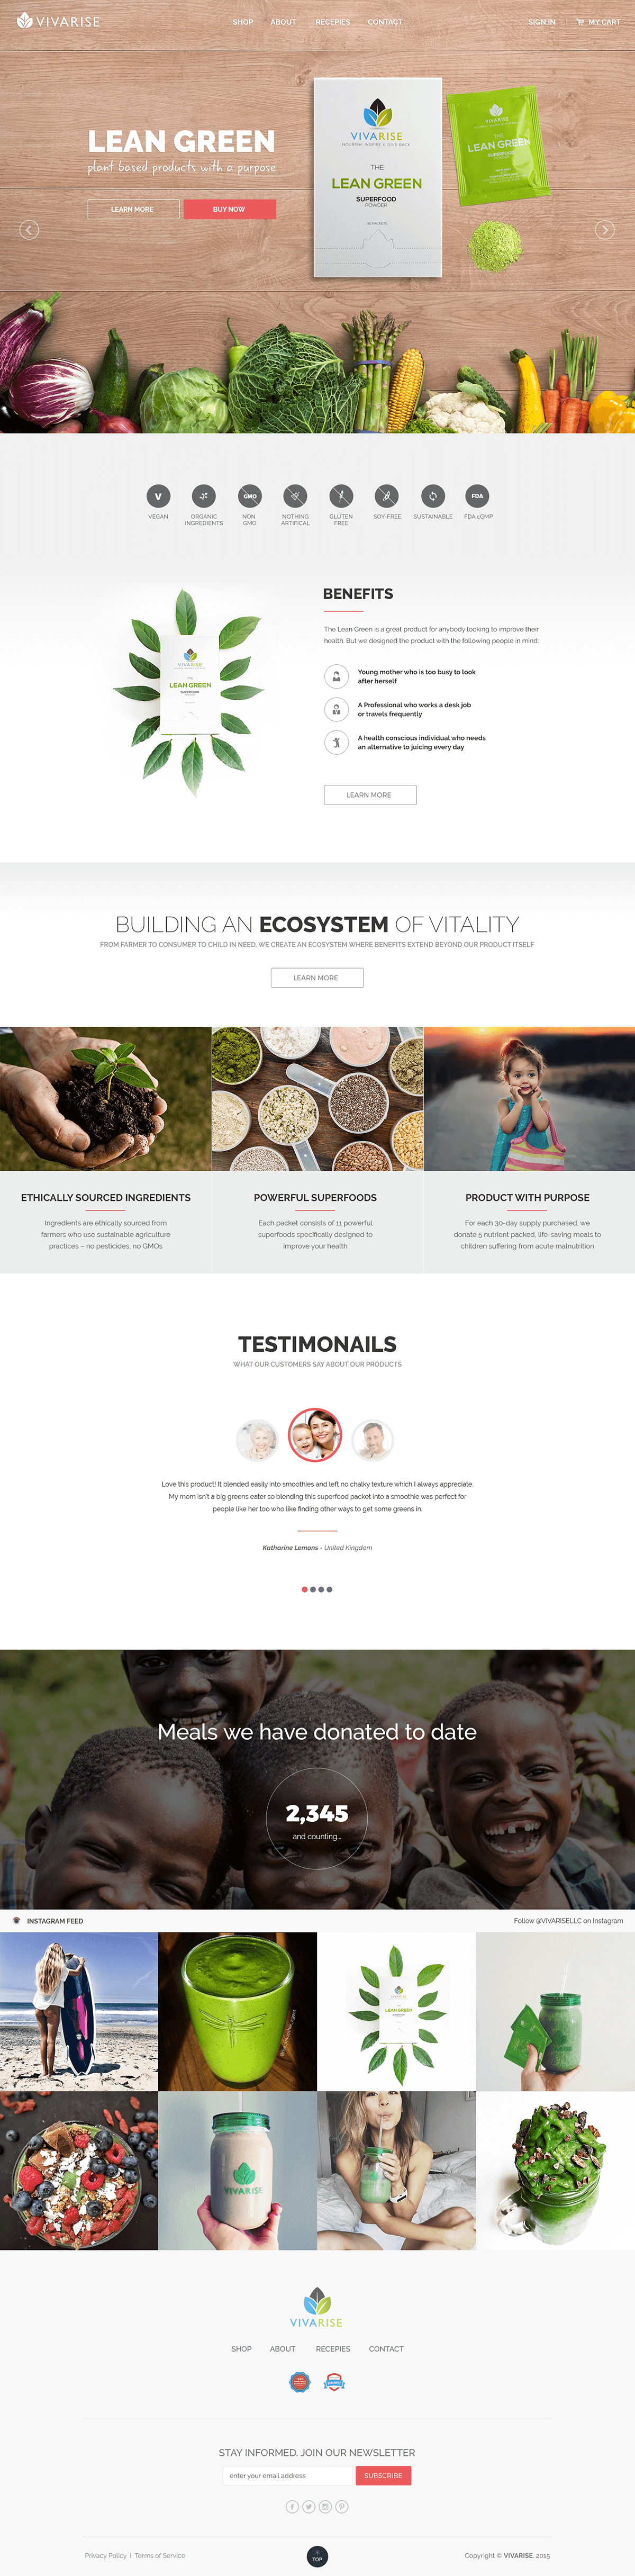 VIVARISE
SHOP ABOUT RECEPIES CONTACT
SIGN IN MY CART
LEAN GREEN
plant based products with a purpose
LEARN MORE BUY NOW
VIVARISE
NOURISH, INSPIRE & GIVE BACK
THE
LEAN GREEN
SUPERFOOD
POWDER
VIVARISE
THE
LEAN GREEN
SUPERFOOD
V GMO FDA
VEGAN
ORGANIC
INGREDIENTS
NON
GMO
NOTHING
ARTIFICAL
GLUTEN
FREE
SOY-FREE
SUSTAINABLE
FDA cGMP
VIVARISE
THE
LEAN GREEN
SUPERFOOD
BENEFITS
The Lean Green is a great product for anybody looking to improve their
health. But we designed the product with the following people in mind
Young mother who is too busy to look
after herself
A Professional who works a desk job
or travels frequently
A health conscious individual who needs
an alternative to juicing every day
LEARN MORE
BUILDING AN ECOSYSTEM OF VITALITY
FROM FARMER TO CONSUMER TO CHILD IN NEED, WE CREATE AN ECOSYSTEM WHERE BENEFITS EXTEND BEYOND OUR PRODUCT ITSELF
LEARN MORE
ETHICALLY SOURCED INGREDIENTS
Ingredients are ethically sourced from
farmers who use sustainable agriculture
practices – no pesticides, no GMOs
POWERFUL SUPERFOODS
Each packet consists of 11 powerful
superfoods specifically designed to
improve your health
PRODUCT WITH PURPOSE
For each 30-day supply purchased, we
donate 5 nutrient packed, life-saving meals to
children suffering from acute malnutrition
TESTIMONAILS
WHAT OUR CUSTOMERS SAY ABOUT OUR PRODUCTS
Love this product! It blended easily into smoothies and left no chalky texture which I always appreciate.
My mom isn't a big greens eater so blending this superfood packet into a smoothie was perfect for
people like her too who like finding other ways to get some greens in.
Katharine Lemons - United Kingdom
Meals we have donated to date
2,345
and counting...
INSTAGRAM FEED
Follow @VIVARISELLC on Instagram
VIVARISE
LEAN GREEN
VIVARISE
VIVARISE
SHOP ABOUT RECEPIES CONTACT
STAY INFORMED. JOIN OUR NEWSLETTER
enter your email address SUBSCRIBE
Privacy Policy I Terms of Service
TOP
Copyright © VIVARISE. 2015